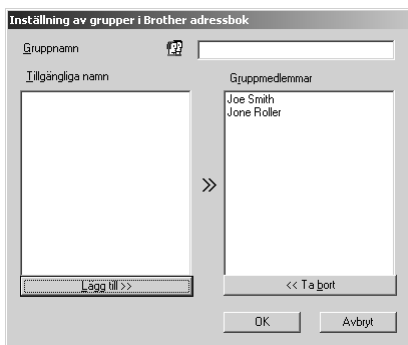 Inställning av grupper i Brother adressbok
Gruppnamn
Tillgängliga namn
Gruppmedlemmar
Joe Smith
Jone Roller
Lägg till >>
<< Ta bort
OK
Avbryt